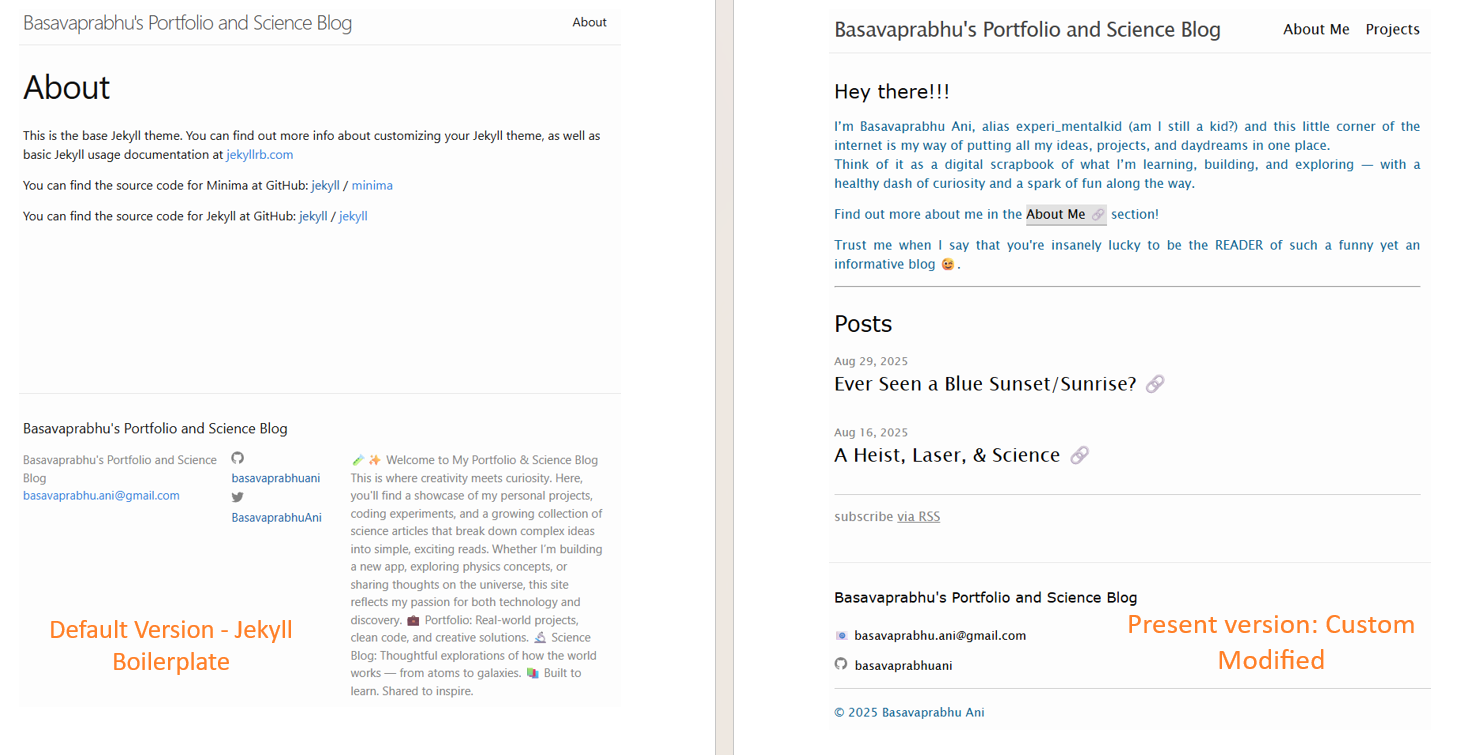 Basavaprabhu's Portfolio and Science Blog
About
About
This is the base Jekyll theme. You can find out more info about customizing your Jekyll theme, as well as
basic Jekyll usage documentation at jekyllrb.com
You can find the source code for Minima at GitHub: jekyll / minima
You can find the source code for Jekyll at GitHub: jekyll / jekyll
Basavaprabhu's Portfolio and Science Blog
Basavaprabhu's Portfolio and Science
Blog
basavaprabhu.ani@gmail.com
basavaprabhuani
BasavaprabhuAni
🧪 ✨ Welcome to My Portfolio & Science Blog
This is where creativity meets curiosity. Here,
you'll find a showcase of my personal projects,
coding experiments, and a growing collection of
science articles that break down complex ideas
into simple, exciting reads. Whether I'm building
a new app, exploring physics concepts, or
sharing thoughts on the universe, this site
reflects my passion for both technology and
discovery. 💼 Portfolio: Real-world projects,
clean code, and creative solutions. 🔬 Science
Blog: Thoughtful explorations of how the world
works — from atoms to galaxies. 📚 Built to
learn. Shared to inspire.
Default Version - Jekyll
Boilerplate
Basavaprabhu's Portfolio and Science Blog
About Me Projects
Hey there!!!
I'm Basavaprabhu Ani, alias experi_mentalkid (am I still a kid?) and this little corner of the
internet is my way of putting all my ideas, projects, and daydreams in one place.
Think of it as a digital scrapbook of what I'm learning, building, and exploring — with a
healthy dash of curiosity and a spark of fun along the way.
Find out more about me in the About Me 🔗 section!
Trust me when I say that you're insanely lucky to be the READER of such a funny yet an
informative blog 😉.
Posts
Aug 29, 2025
Ever Seen a Blue Sunset/Sunrise? 🔗
Aug 16, 2025
A Heist, Laser, & Science 🔗
subscribe via RSS
Basavaprabhu's Portfolio and Science Blog
basavaprabhu.ani@gmail.com
basavaprabhuani
Present version: Custom
Modified
© 2025 Basavaprabhu Ani